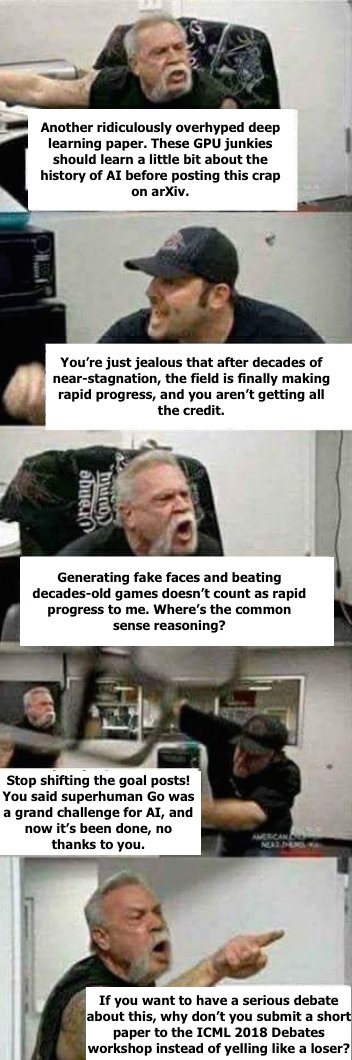 Another ridiculously overhyped deep
learning paper. These GPU junkies
should learn a little bit about the
history of AI before posting this crap
on arXiv.
You’re just jealous that after decades of
near-stagnation, the field is finally making
rapid progress, and you aren’t getting all
the credit.
Orange
County
Generating fake faces and beating
decades-old games doesn’t count as rapid
progress to me. Where’s the common
sense reasoning?
Stop shifting the goal posts!
You said superhuman Go was
a grand challenge for AI, and
now it’s been done, no
thanks to you.
AMERICAN
If you want to have a serious debate
about this, why don’t you submit a short
paper to the ICML 2018 Debates
workshop instead of yelling like a loser?